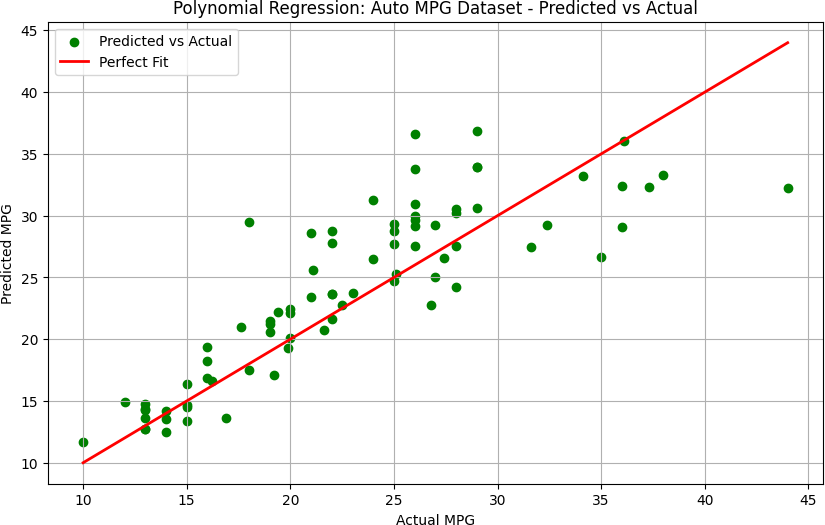 Polynomial Regression: Auto MPG Dataset - Predicted vs Actual
Predicted vs Actual
Perfect Fit
45
40
35
30
25
20
15
10
Predicted MPG
10 15 20 25 30 35 40 45
Actual MPG